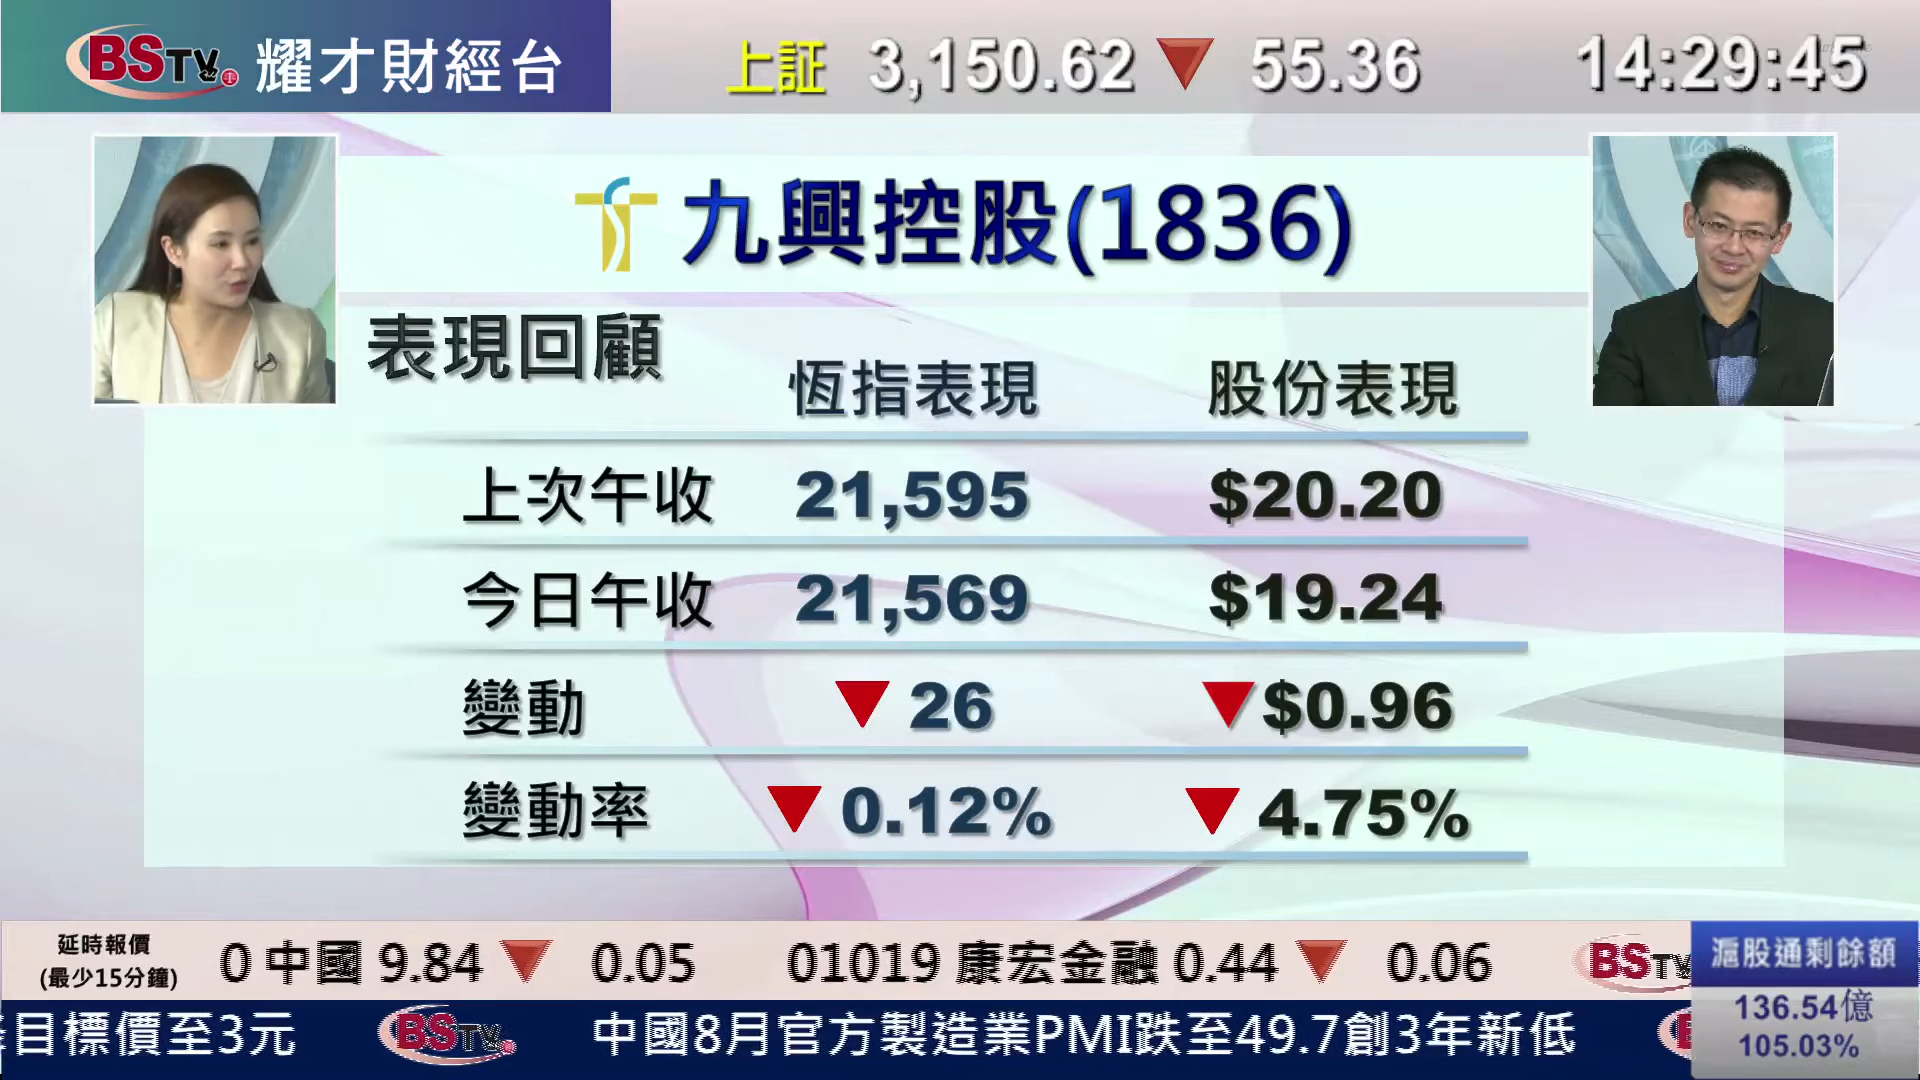 BSTV 耀才財經台
上証 3,150.62 ▼ 55.36
14:29:45
九興控股(1836)
表現回顧
恆指表現 股份表現
上次午收 21,595 $20.20
今日午收 21,569 $19.24
變動 ▼ 26 ▼ $0.96
變動率 ▼ 0.12% ▼ 4.75%
延時報價
(最少15分鐘)
0 中國 9.84 ▼ 0.05 01019 康宏金融 0.44 ▼ 0.06 BSTV
滬股通剩餘額
136.54億
105.03%
目標價至3元 BSTV 中國8月官方製造業PMI跌至49.7創3年新低